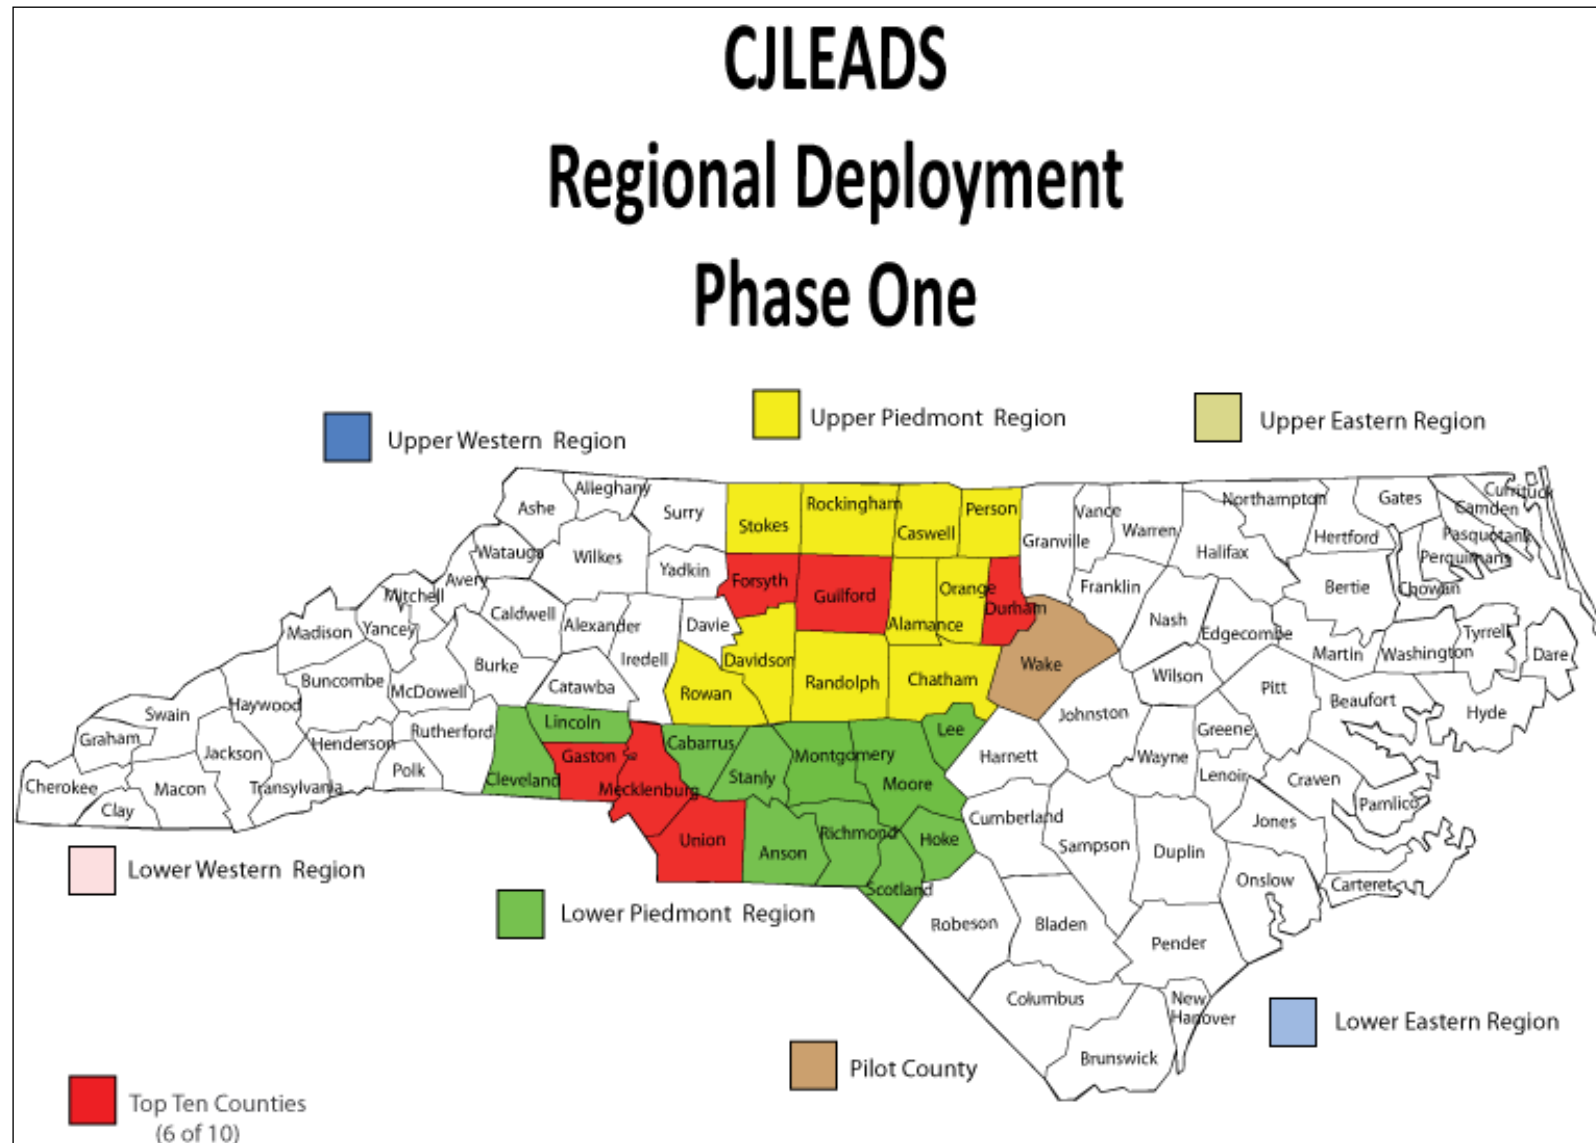 CJLEADS
Regional Deployment
Phase One
Upper Western Region
Upper Piedmont Region
Upper Eastern Region
Ashe
Alleghany
Surry
Stokes
Rockingham
Caswell
Person
Granville
Vance
Warren
Northampton
Gates
Currituck
Camden
Pasquotank
Perquimans
Chowan
Hertford
Halifax
Bertie
Watauga
Wilkes
Yadkin
Forsyth
Guilford
Alamance
Orange
Durham
Franklin
Nash
Edgecombe
Martin
Washington
Tyrrell
Dare
Avery
Mitchell
Yancey
Madison
Caldwell
Alexander
Iredell
Davie
Davidson
Rowan
Randolph
Chatham
Wake
Wilson
Pitt
Beaufort
Hyde
Buncombe
McDowell
Burke
Catawba
Haywood
Swain
Graham
Cherokee
Clay
Macon
Jackson
Transylvania
Henderson
Polk
Rutherford
Cleveland
Lincoln
Gaston
Mecklenburg
Cabarrus
Stanly
Union
Anson
Montgomery
Richmond
Moore
Lee
Hoke
Scotland
Harnett
Johnston
Wayne
Greene
Lenoir
Craven
Pamlico
Jones
Carteret
Onslow
Duplin
Sampson
Cumberland
Robeson
Bladen
Pender
Columbus
New
Hanover
Brunswick
Lower Western Region
Lower Piedmont Region
Lower Eastern Region
Pilot County
Top Ten Counties
(6 of 10)